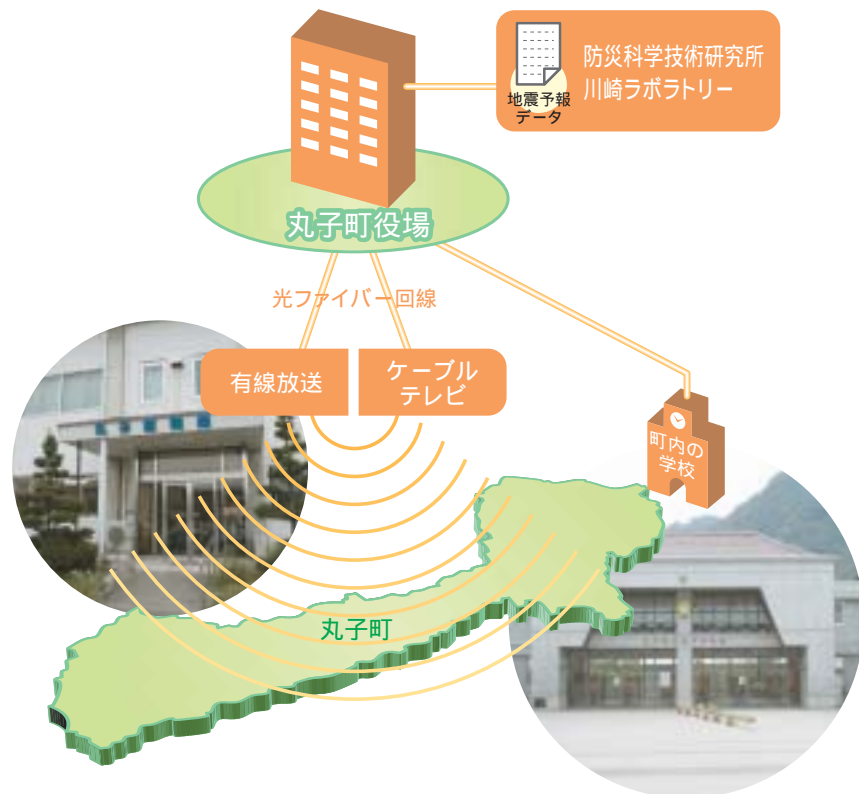 防災科学技術研究所
川崎ラボラトリー
地震予報
データ
丸子町役場
光ファイバー回線
有線放送
ケーブル
テレビ
町内の
学校
丸子町